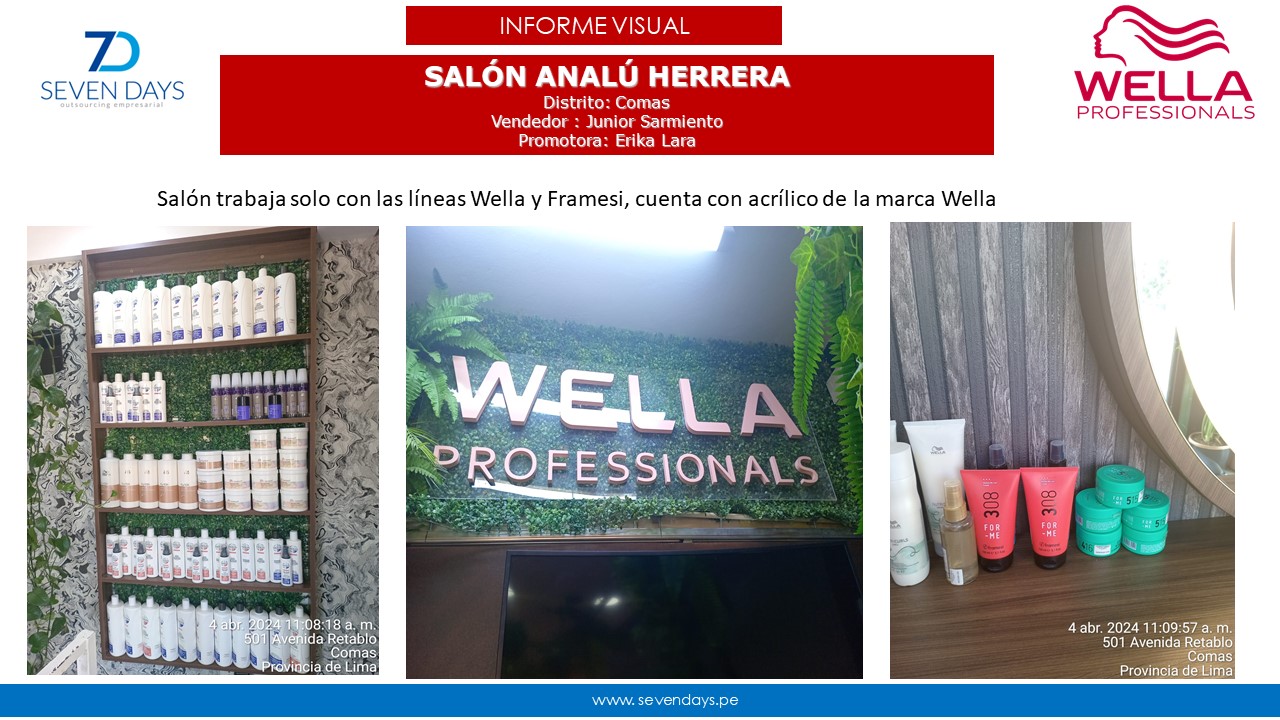 INFORME VISUAL
7D
SEVEN DAYS
outsourcing empresarial
SALÓN ANALÚ HERRERA
Distrito: Comas
Vendedor : Junior Sarmiento
Promotora: Erika Lara
WELLA
PROFESSIONALS
Salón trabaja solo con las líneas Wella y Framesi, cuenta con acrílico de la marca Wella
4 abr. 2024 11:08:18 a. m.
501 Avenida Retablo
Comas
Provincia de Lima
WELLA
PROFESSIONALS
WELLA
308
FOR
-ME
308
FOR
-ME
4 abr. 2024 11:09:57 a. m.
501 Avenida Retablo
Comas
Provincia de Lima
www.sevendays.pe